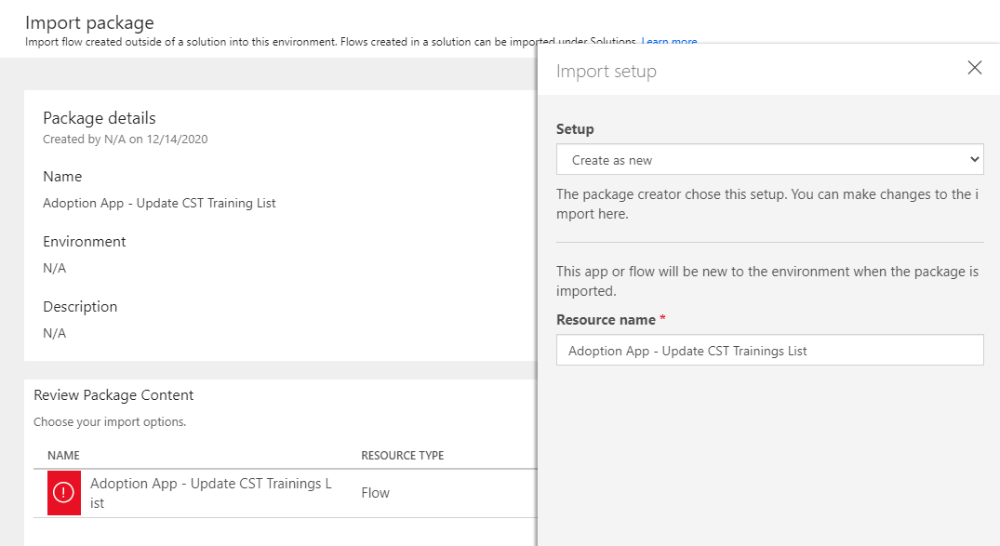 Import package
Import flow created outside of a solution into this environment. Flows created in a solution can be imported under Solutions. Learn more
Package details
Created by N/A on 12/14/2020
Name
Adoption App - Update CST Training List
Environment
N/A
Description
N/A
Review Package Content
Choose your import options.
NAME RESOURCE TYPE
Adoption App - Update CST Trainings L
ist
Flow
Import setup
Setup
Create as new
The package creator chose this setup. You can make changes to the i
mport here.
This app or flow will be new to the environment when the package is
imported.
Resource name *
Adoption App - Update CST Trainings List